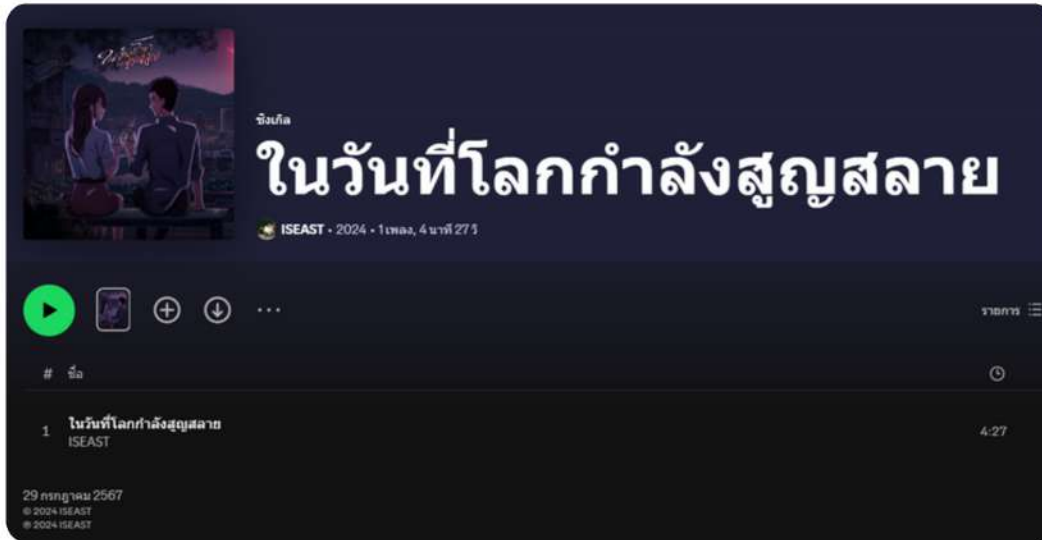 ซิงเกิล
ในวันที่โลกกำลังสูญสลาย
ISEAST • 2024 • 1 เพลง, 4 นาที 27 วิ
รายการ
# ชื่อ
1 ในวันที่โลกกำลังสูญสลาย 4:27
ISEAST
29 กรกฎาคม 2567
© 2024 ISEAST
℗ 2024 ISEAST